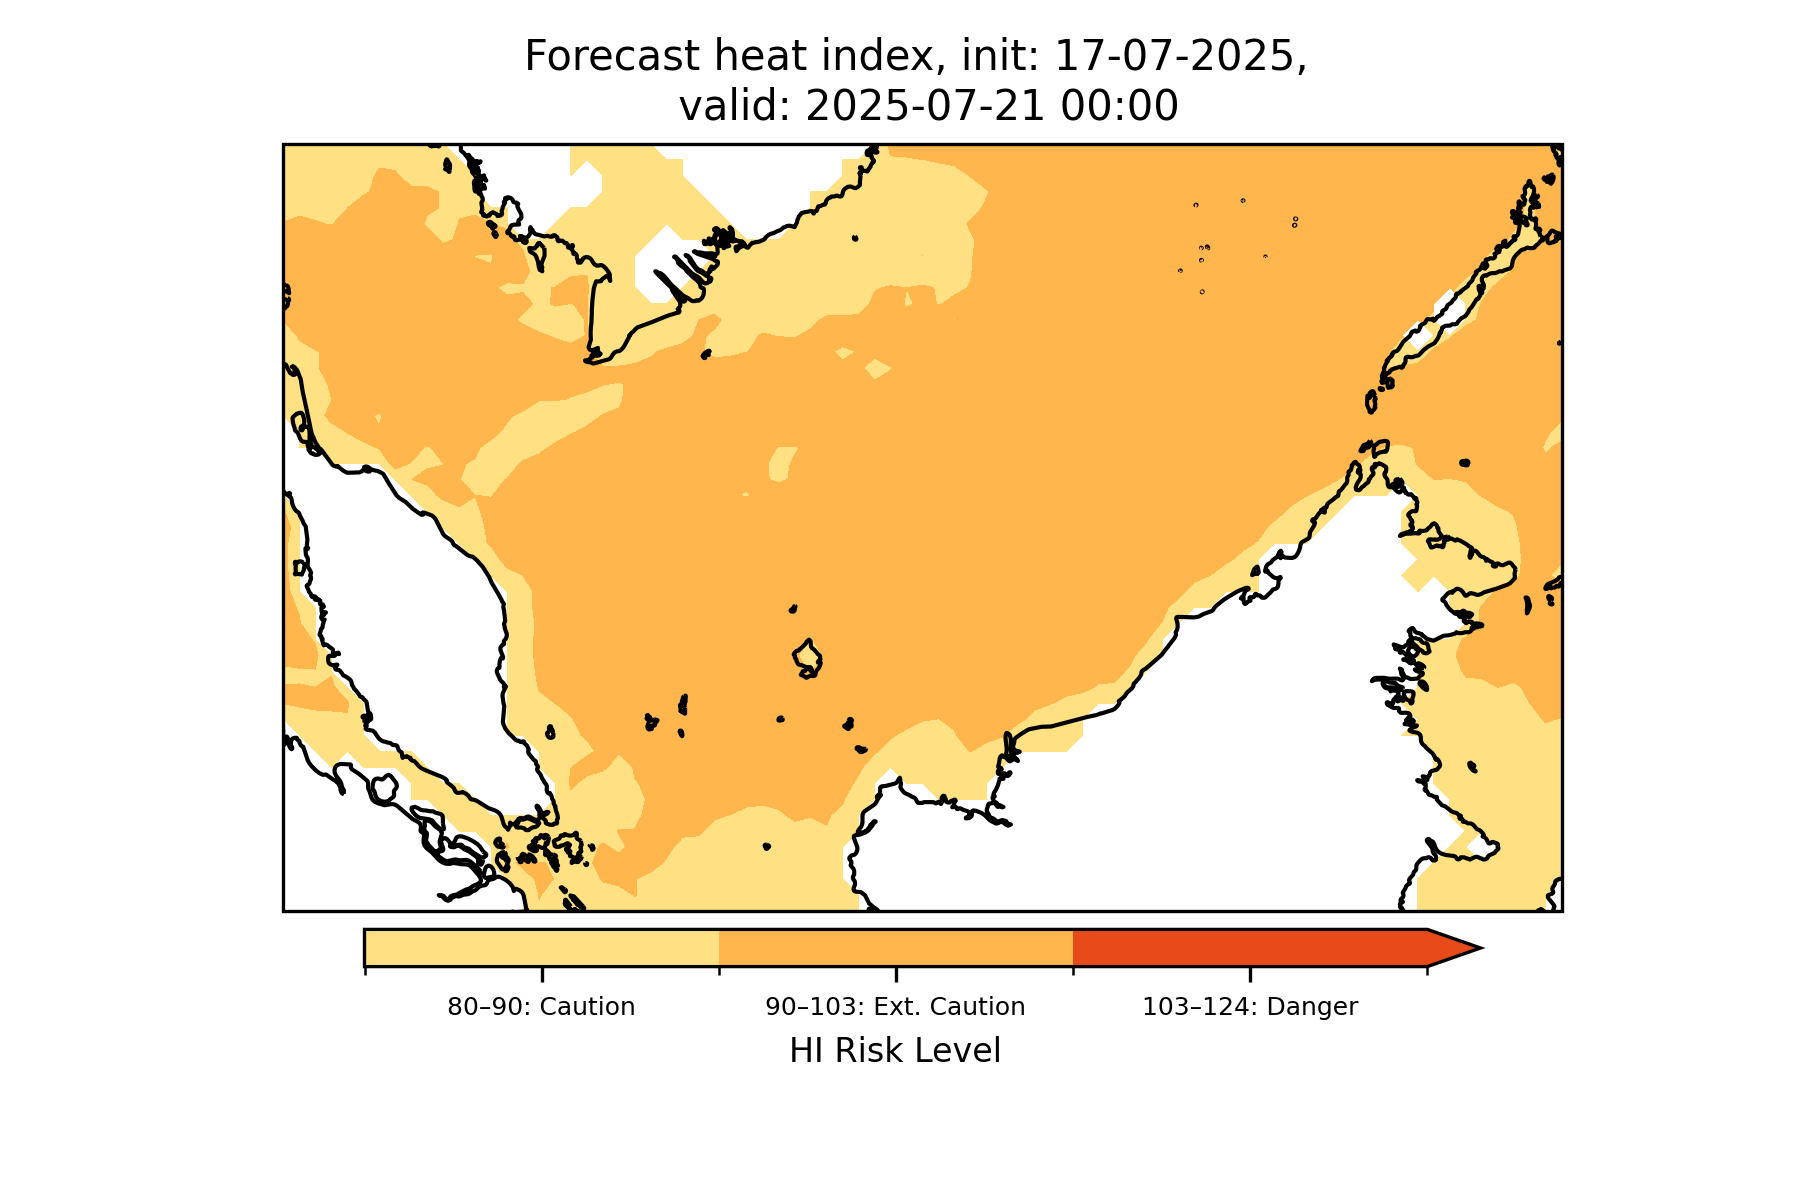 Forecast heat index, init: 17-07-2025,
valid: 2025-07-21 00:00
80–90: Caution
90–103: Ext. Caution
103–124: Danger
HI Risk Level